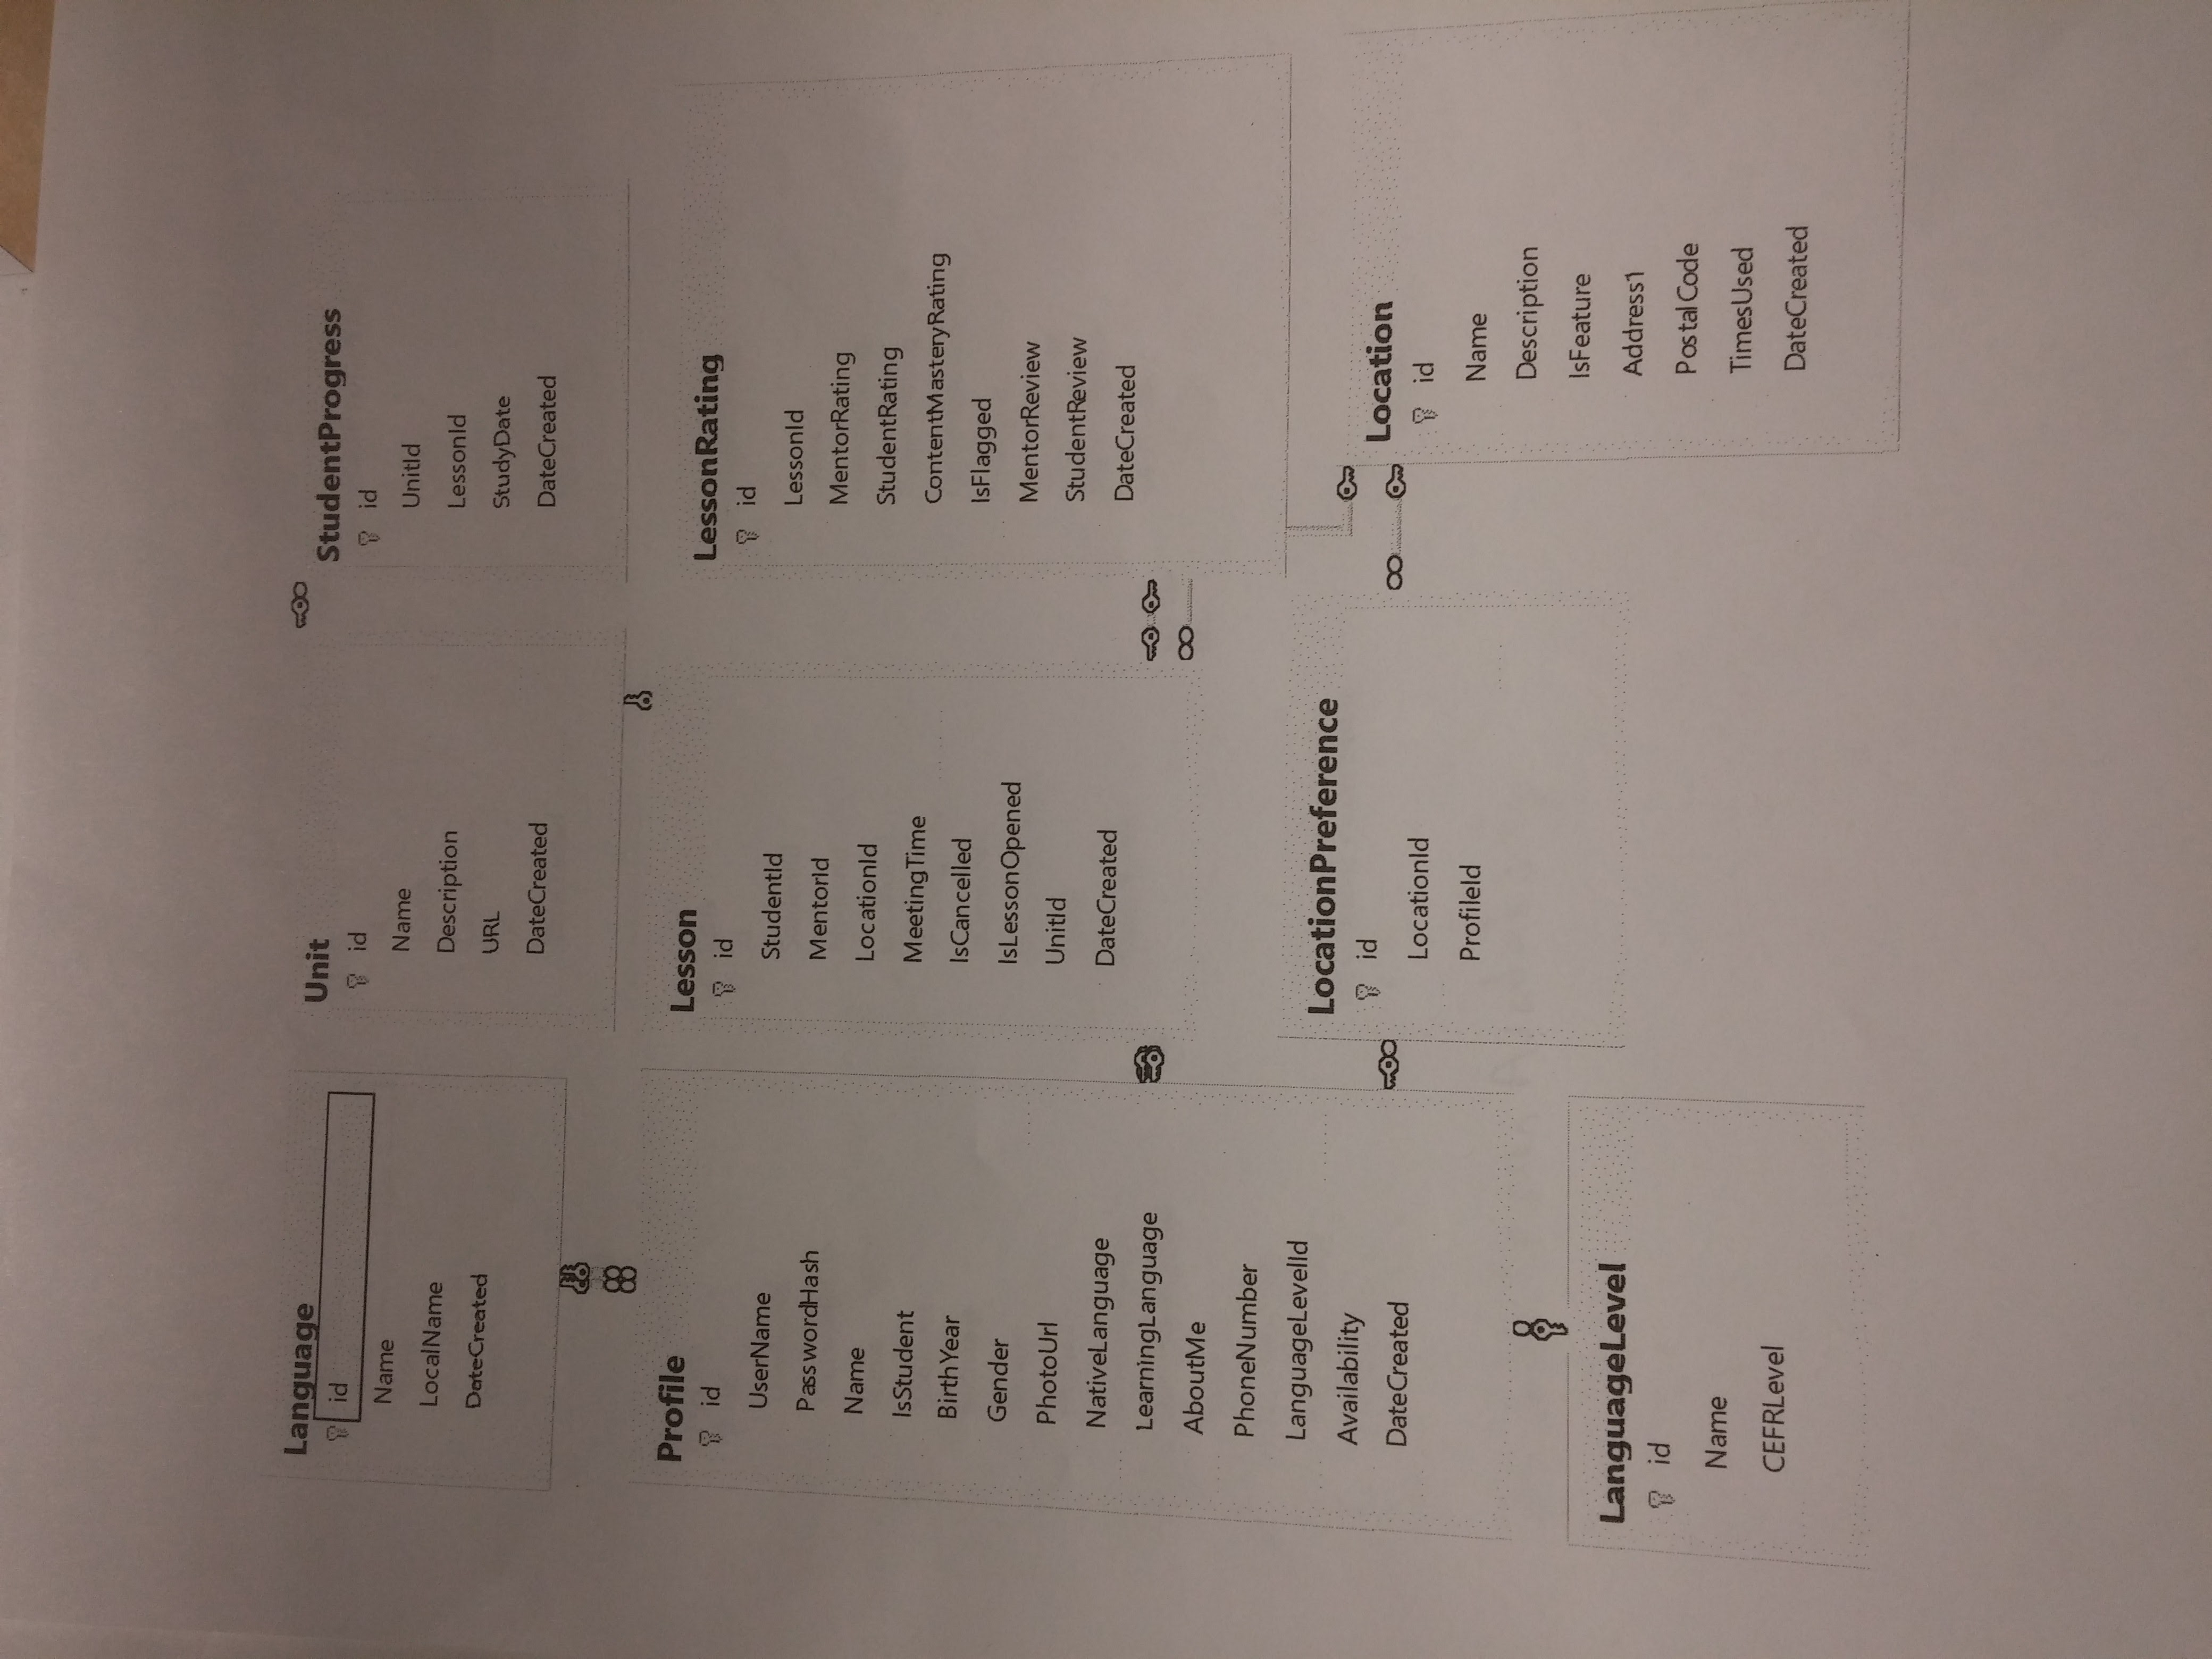 Language
id
Name
LocalName
DateCreated
Unit
id
Name
Description
URL
DateCreated
StudentProgress
id
UnitId
LessonId
StudyDate
DateCreated
Profile
id
UserName
PasswordHash
Name
IsStudent
BirthYear
Gender
PhotoUrl
NativeLanguage
LearningLanguage
AboutMe
PhoneNumber
LanguageLevelId
Availability
DateCreated
Lesson
id
StudentId
MentorId
LocationId
MeetingTime
IsCancelled
IsLessonOpened
UnitId
DateCreated
LessonRating
id
LessonId
MentorRating
StudentRating
ContentMasteryRating
IsFlagged
MentorReview
StudentReview
DateCreated
LocationPreference
id
LocationId
ProfileId
Location
id
Name
Description
IsFeature
Address1
PostalCode
TimesUsed
DateCreated
LanguageLevel
id
Name
CEFRLevel